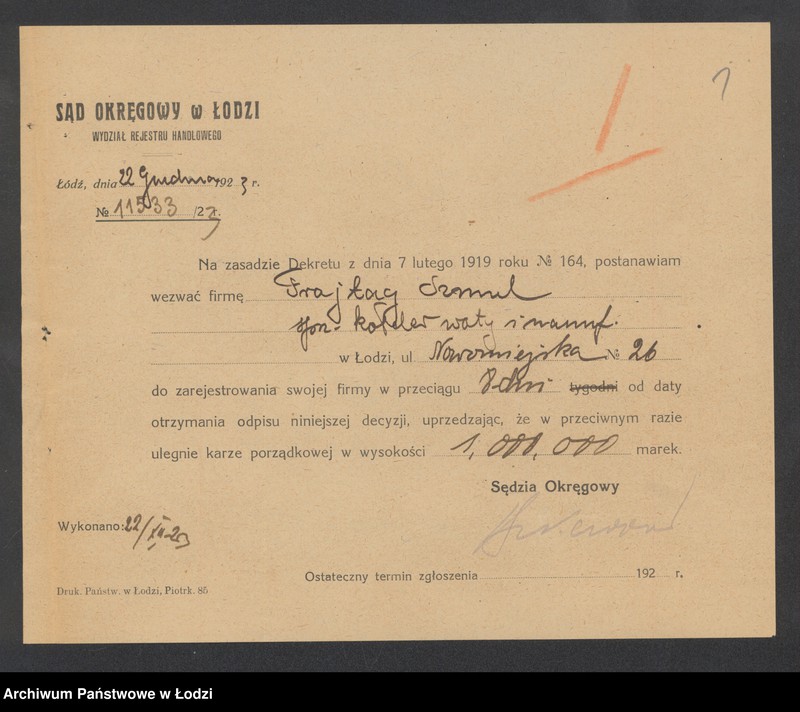 1
SĄD OKRĘGOWY w ŁODZI
WYDZIAŁ REJESTRU HANDLOWEGO
Łódź, dnia 22 Grudnia 1923 r.
№ 11533 /23
Na zasadzie Dekretu z dnia 7 lutego 1919 roku № 164, postanawiam
wezwać firmę Frajtag Szmul
kołder waty i manuf.
w Łodzi, ul Nowomiejska № 26
do zarejestrowania swojej firmy w przeciągu 8 dni tygodni od daty
otrzymania odpisu niniejszej decyzji, uprzedzając, że w przeciwnym razie
ulegnie karze porządkowej w wysokości 1,000,000 marek.
Sędzia Okręgowy
Wykonano: 22/XII-23
Ostateczny termin zgłoszenia 192 r.
Druk. Państw. w Łodzi, Piotrk. 85
Archiwum Państwowe w Łodzi